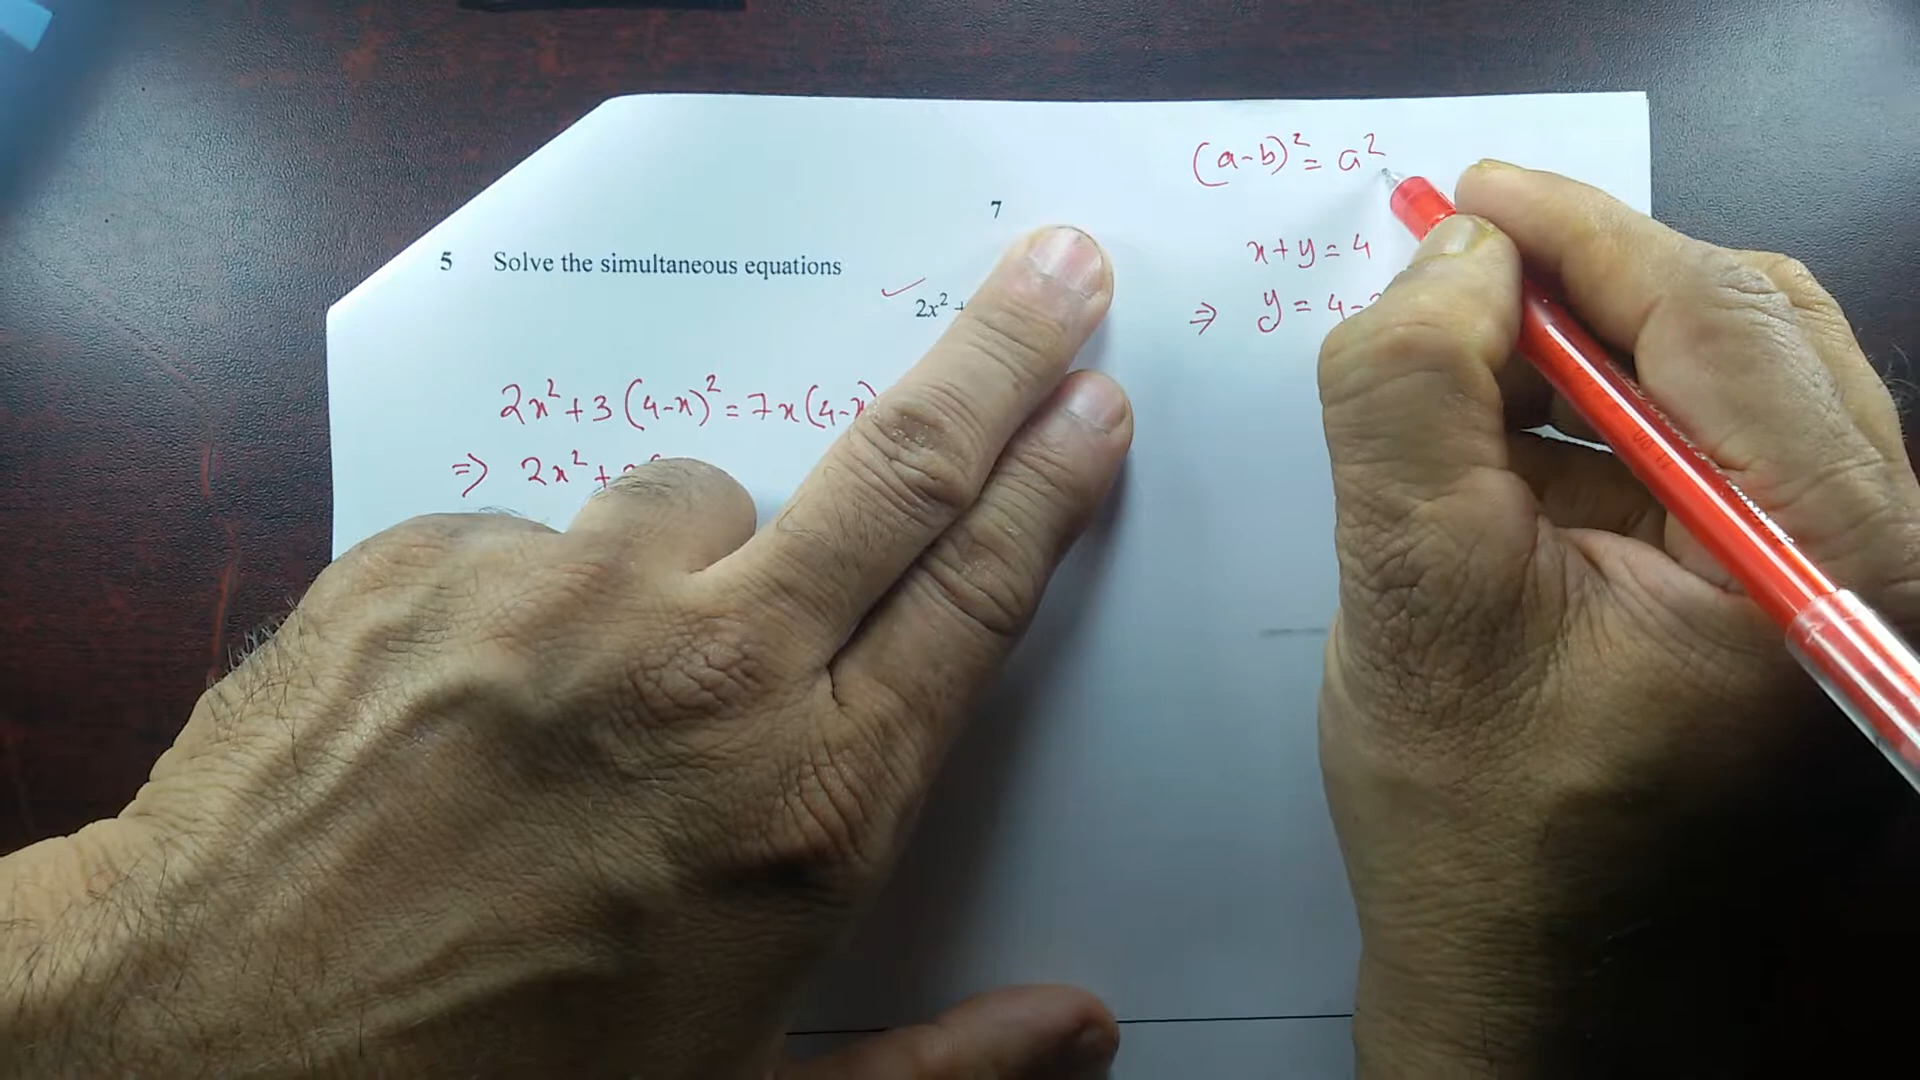 7
(a-b)² = a²
5 Solve the simultaneous equations
x + y = 4
2x² +
⇒ y = 4-
2x² + 3(4-x)² = 7x(4-x)
⇒ 2x² +